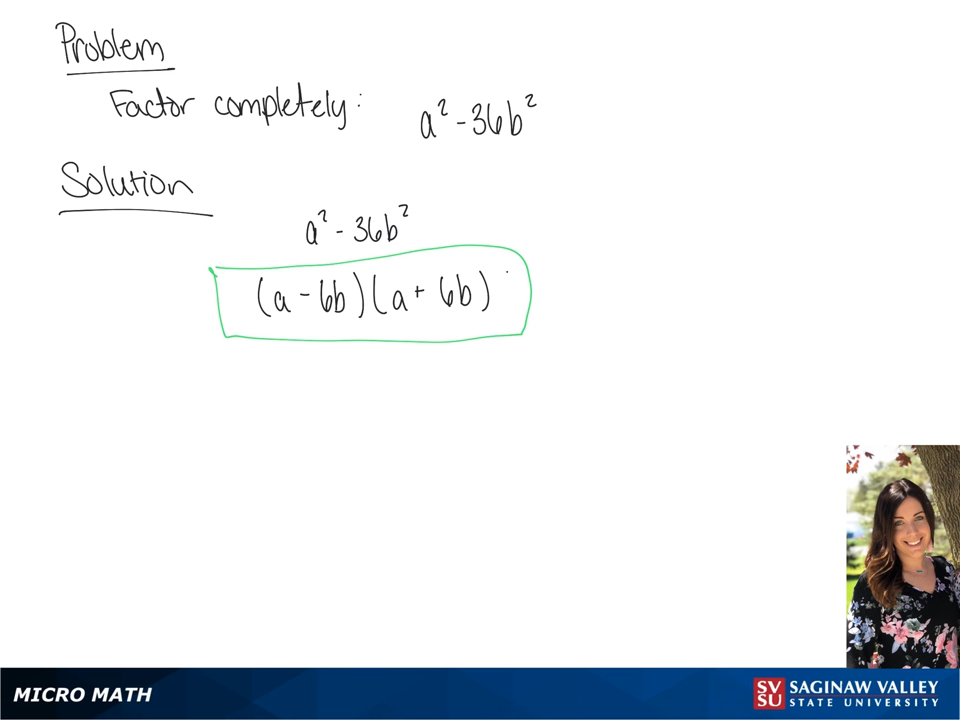 Problem
Factor completely: a² - 36b²
Solution
a² - 36b²
(a - 6b)(a + 6b)
MICRO MATH
SV
SU
SAGINAW VALLEY
STATE UNIVERSITY